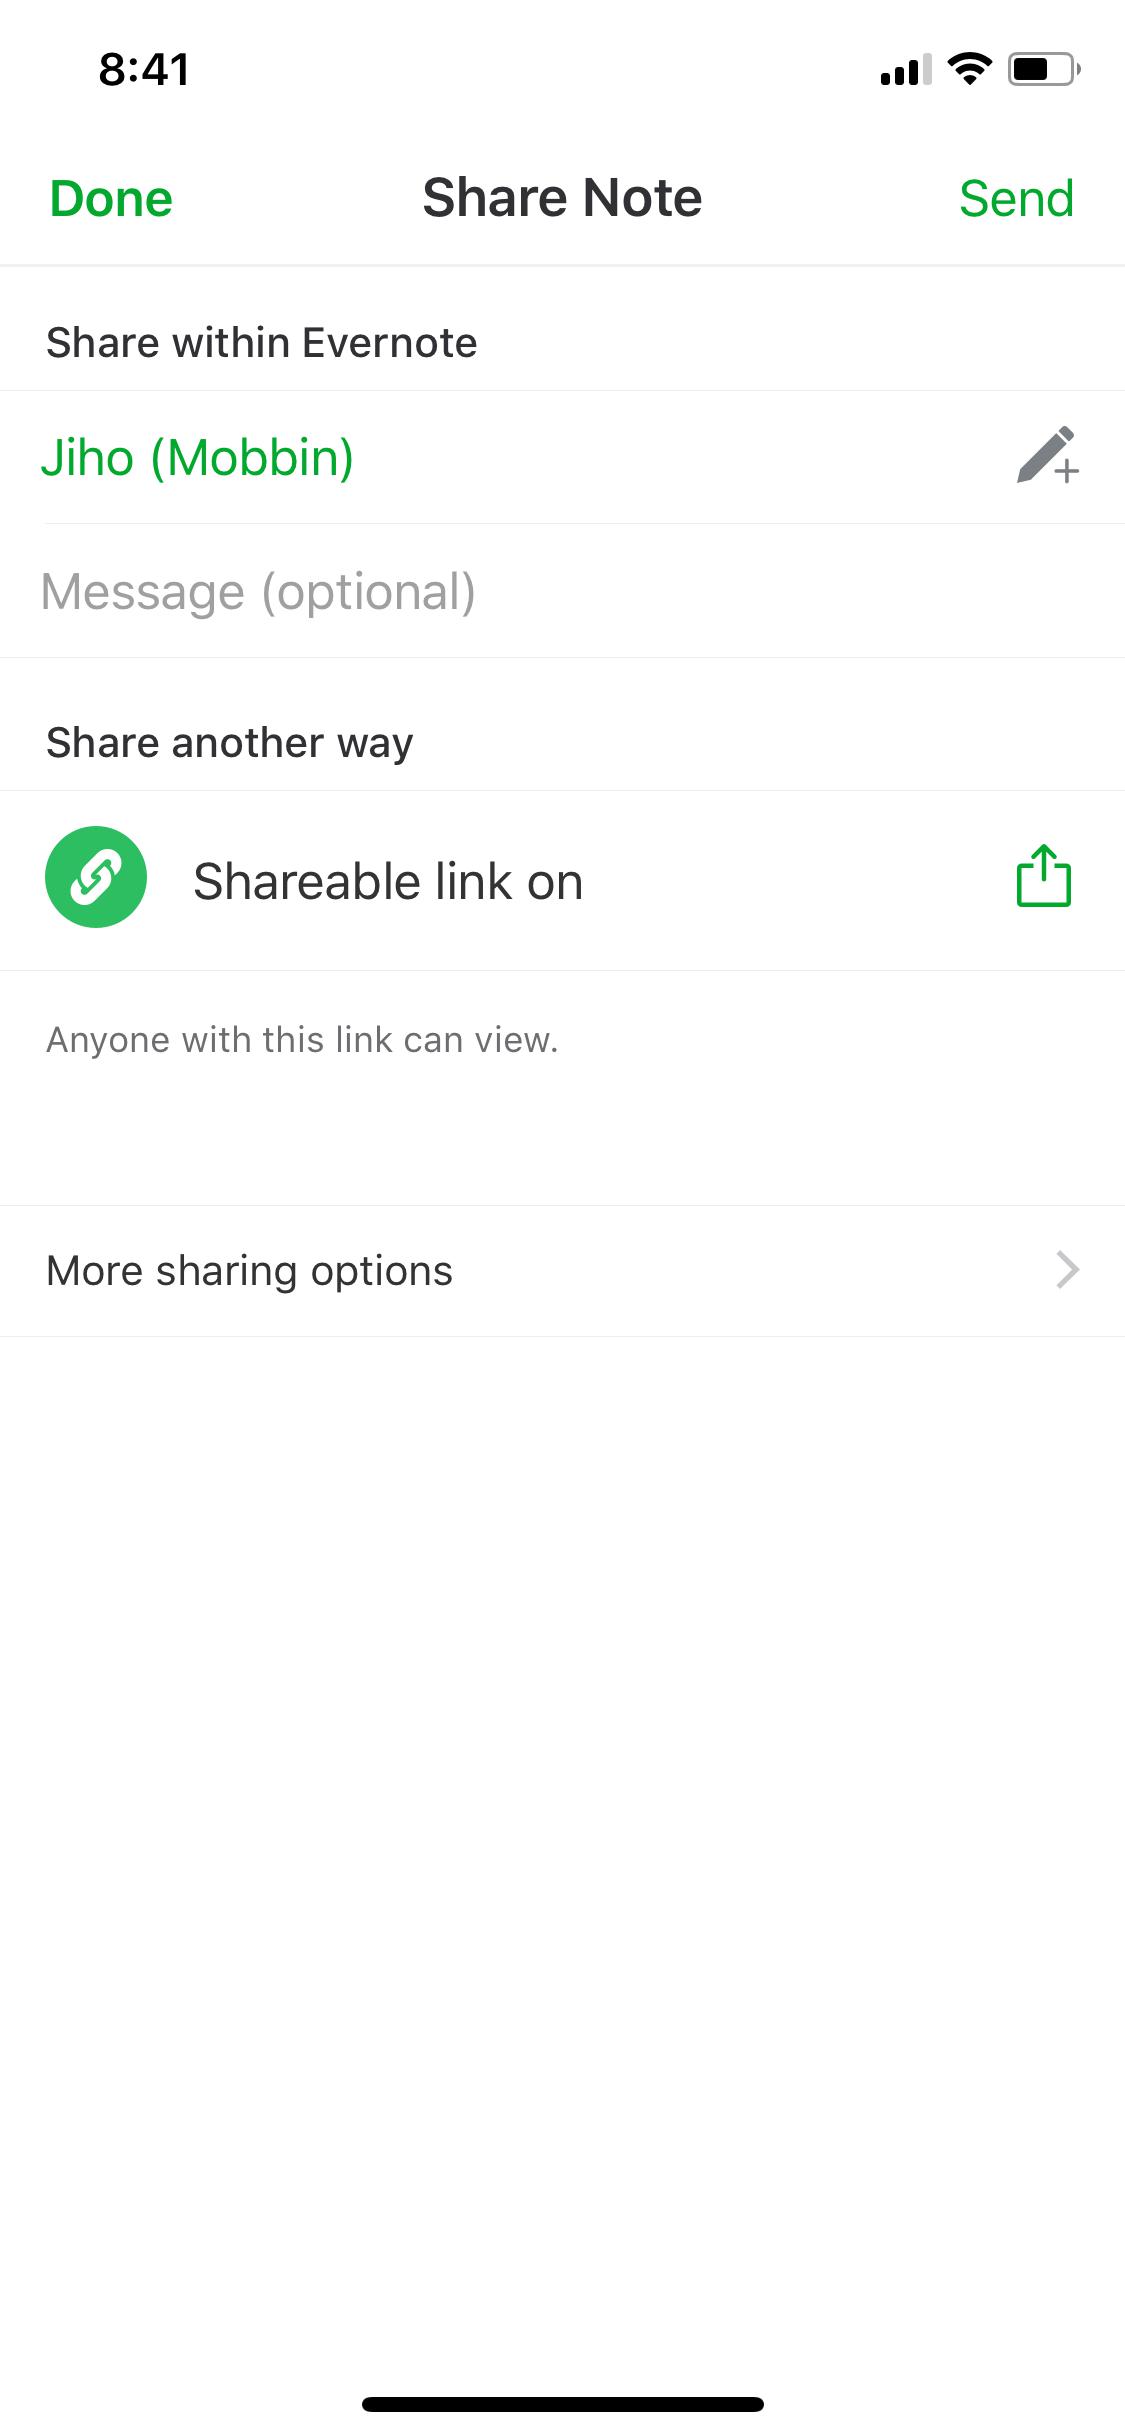 8:41
Done Share Note Send
Share within Evernote
Jiho (Mobbin)
Message (optional)
Share another way
Shareable link on
Anyone with this link can view.
More sharing options